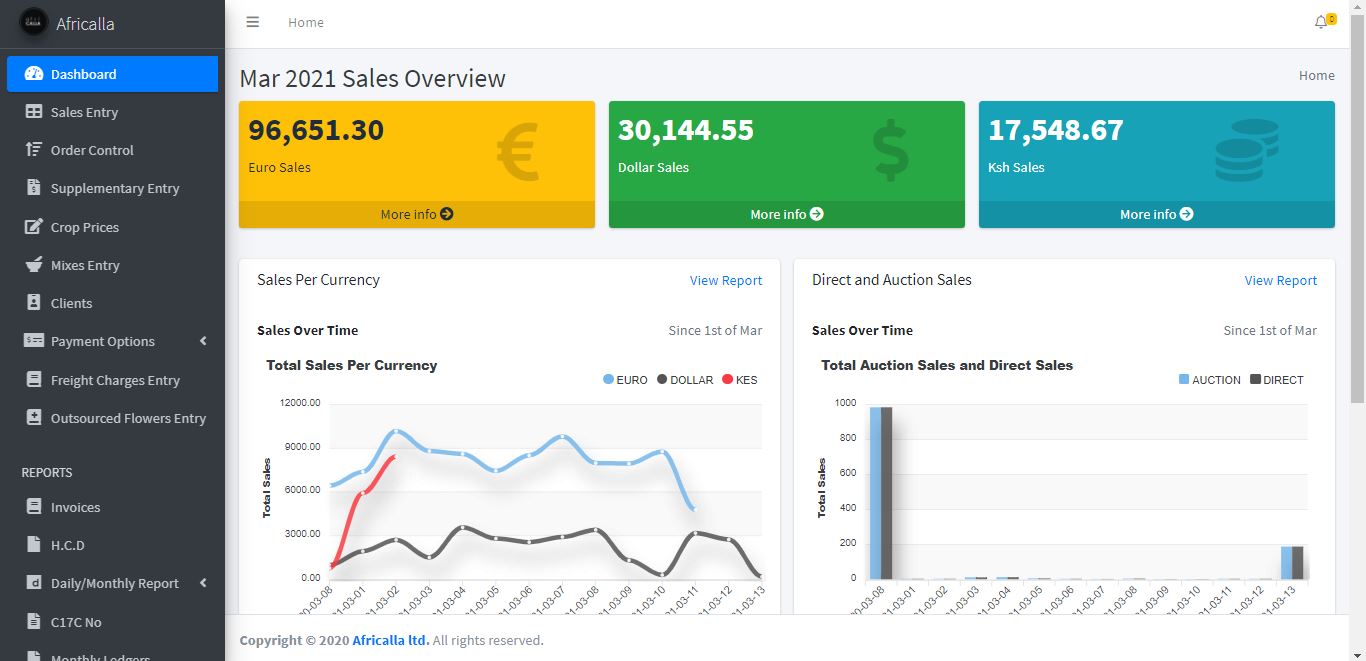 Africalla
Home
0
Dashboard
Sales Entry
Order Control
Supplementary Entry
Crop Prices
Mixes Entry
Clients
Payment Options
Freight Charges Entry
Outsourced Flowers Entry
REPORTS
Invoices
H.C.D
Daily/Monthly Report
C17C No
Monthly Ledgers
Mar 2021 Sales Overview
Home
96,651.30
Euro Sales
More info
30,144.55
Dollar Sales
More info
17,548.67
Ksh Sales
More info
Sales Per Currency
View Report
Sales Over Time
Since 1st of Mar
Total Sales Per Currency
EURO DOLLAR KES
12000.00
9000.00
6000.00
3000.00
0.00
Total Sales
0-03-08
21-03-01
21-03-02
21-03-03
21-03-04
21-03-05
21-03-06
21-03-07
21-03-08
21-03-09
21-03-10
21-03-11
21-03-12
21-03-13
Direct and Auction Sales
View Report
Sales Over Time
Since 1st of Mar
Total Auction Sales and Direct Sales
AUCTION DIRECT
1000
800
600
400
200
0
Total Sales
20-03-08
21-03-01
21-03-02
21-03-03
21-03-04
21-03-05
21-03-06
21-03-07
21-03-08
21-03-09
21-03-10
21-03-11
21-03-12
21-03-13
Copyright © 2020 Africalla ltd. All rights reserved.